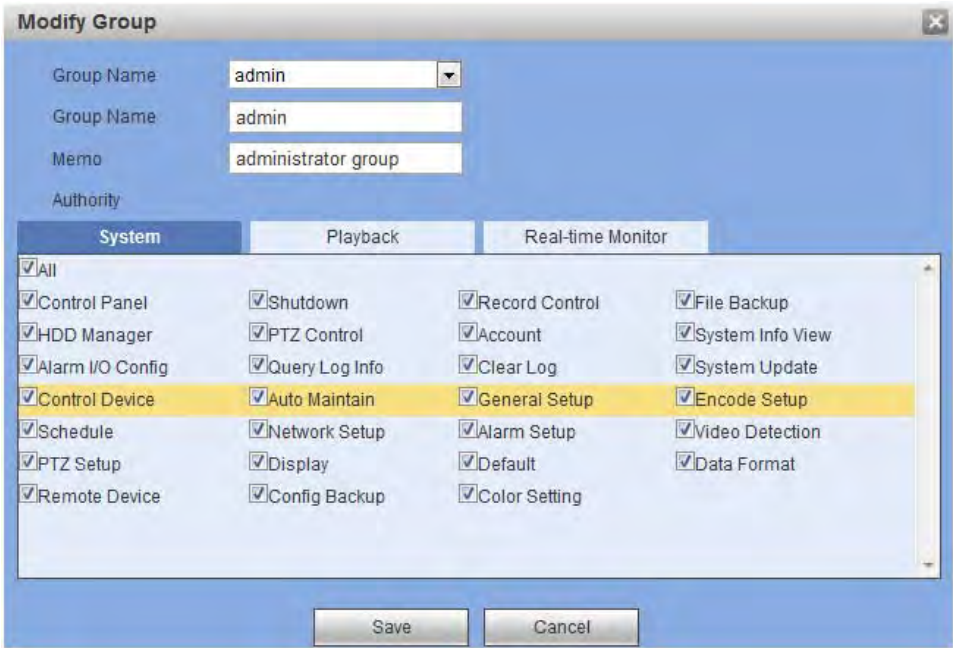 Modify Group
Group Name admin
Group Name admin
Memo administrator group
Authority
System Playback Real-time Monitor
All
Control Panel Shutdown Record Control File Backup
HDD Manager PTZ Control Account System Info View
Alarm I/O Config Query Log Info Clear Log System Update
Control Device Auto Maintain General Setup Encode Setup
Schedule Network Setup Alarm Setup Video Detection
PTZ Setup Display Default Data Format
Remote Device Config Backup Color Setting
Save Cancel